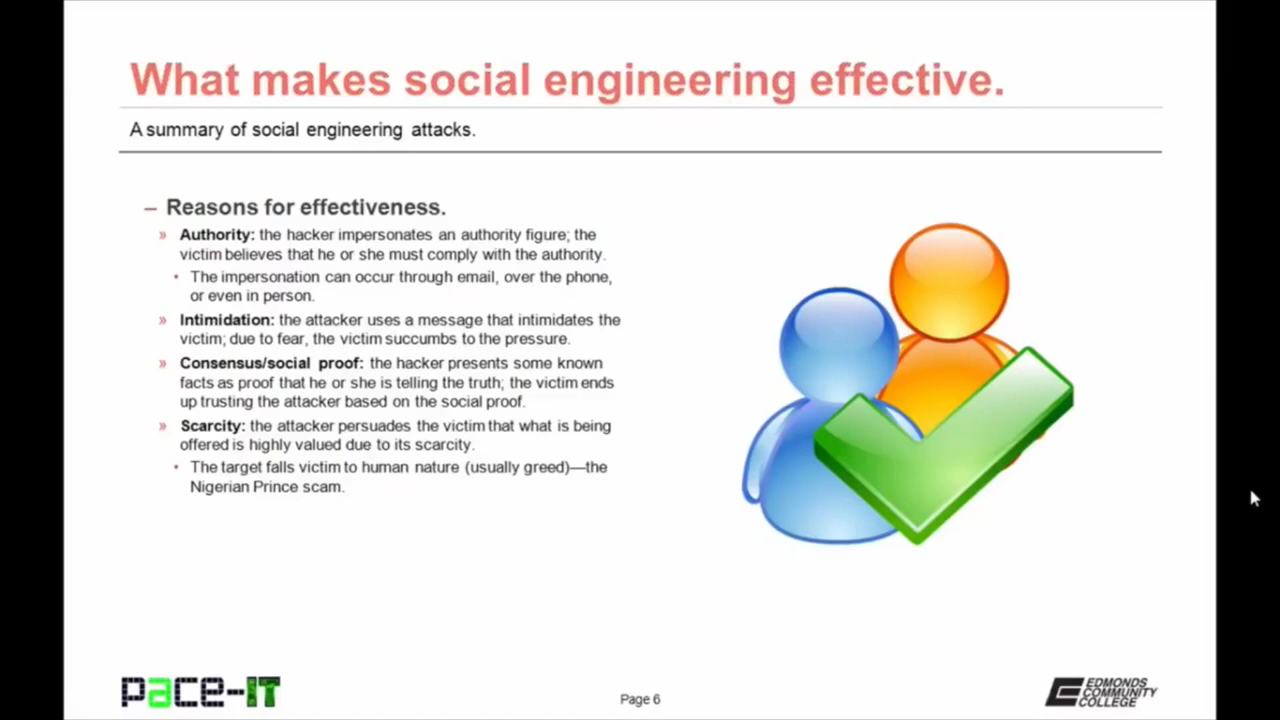 What makes social engineering effective.
A summary of social engineering attacks.
– Reasons for effectiveness.
» Authority: the hacker impersonates an authority figure; the
victim believes that he or she must comply with the authority.
• The impersonation can occur through email, over the phone,
or even in person.
» Intimidation: the attacker uses a message that intimidates the
victim; due to fear, the victim succumbs to the pressure.
» Consensus/social proof: the hacker presents some known
facts as proof that he or she is telling the truth; the victim ends
up trusting the attacker based on the social proof.
» Scarcity: the attacker persuades the victim that what is being
offered is highly valued due to its scarcity.
• The target falls victim to human nature (usually greed)—the
Nigerian Prince scam.
pace-IT
Page 6
EDMONDS
COMMUNITY
COLLEGE